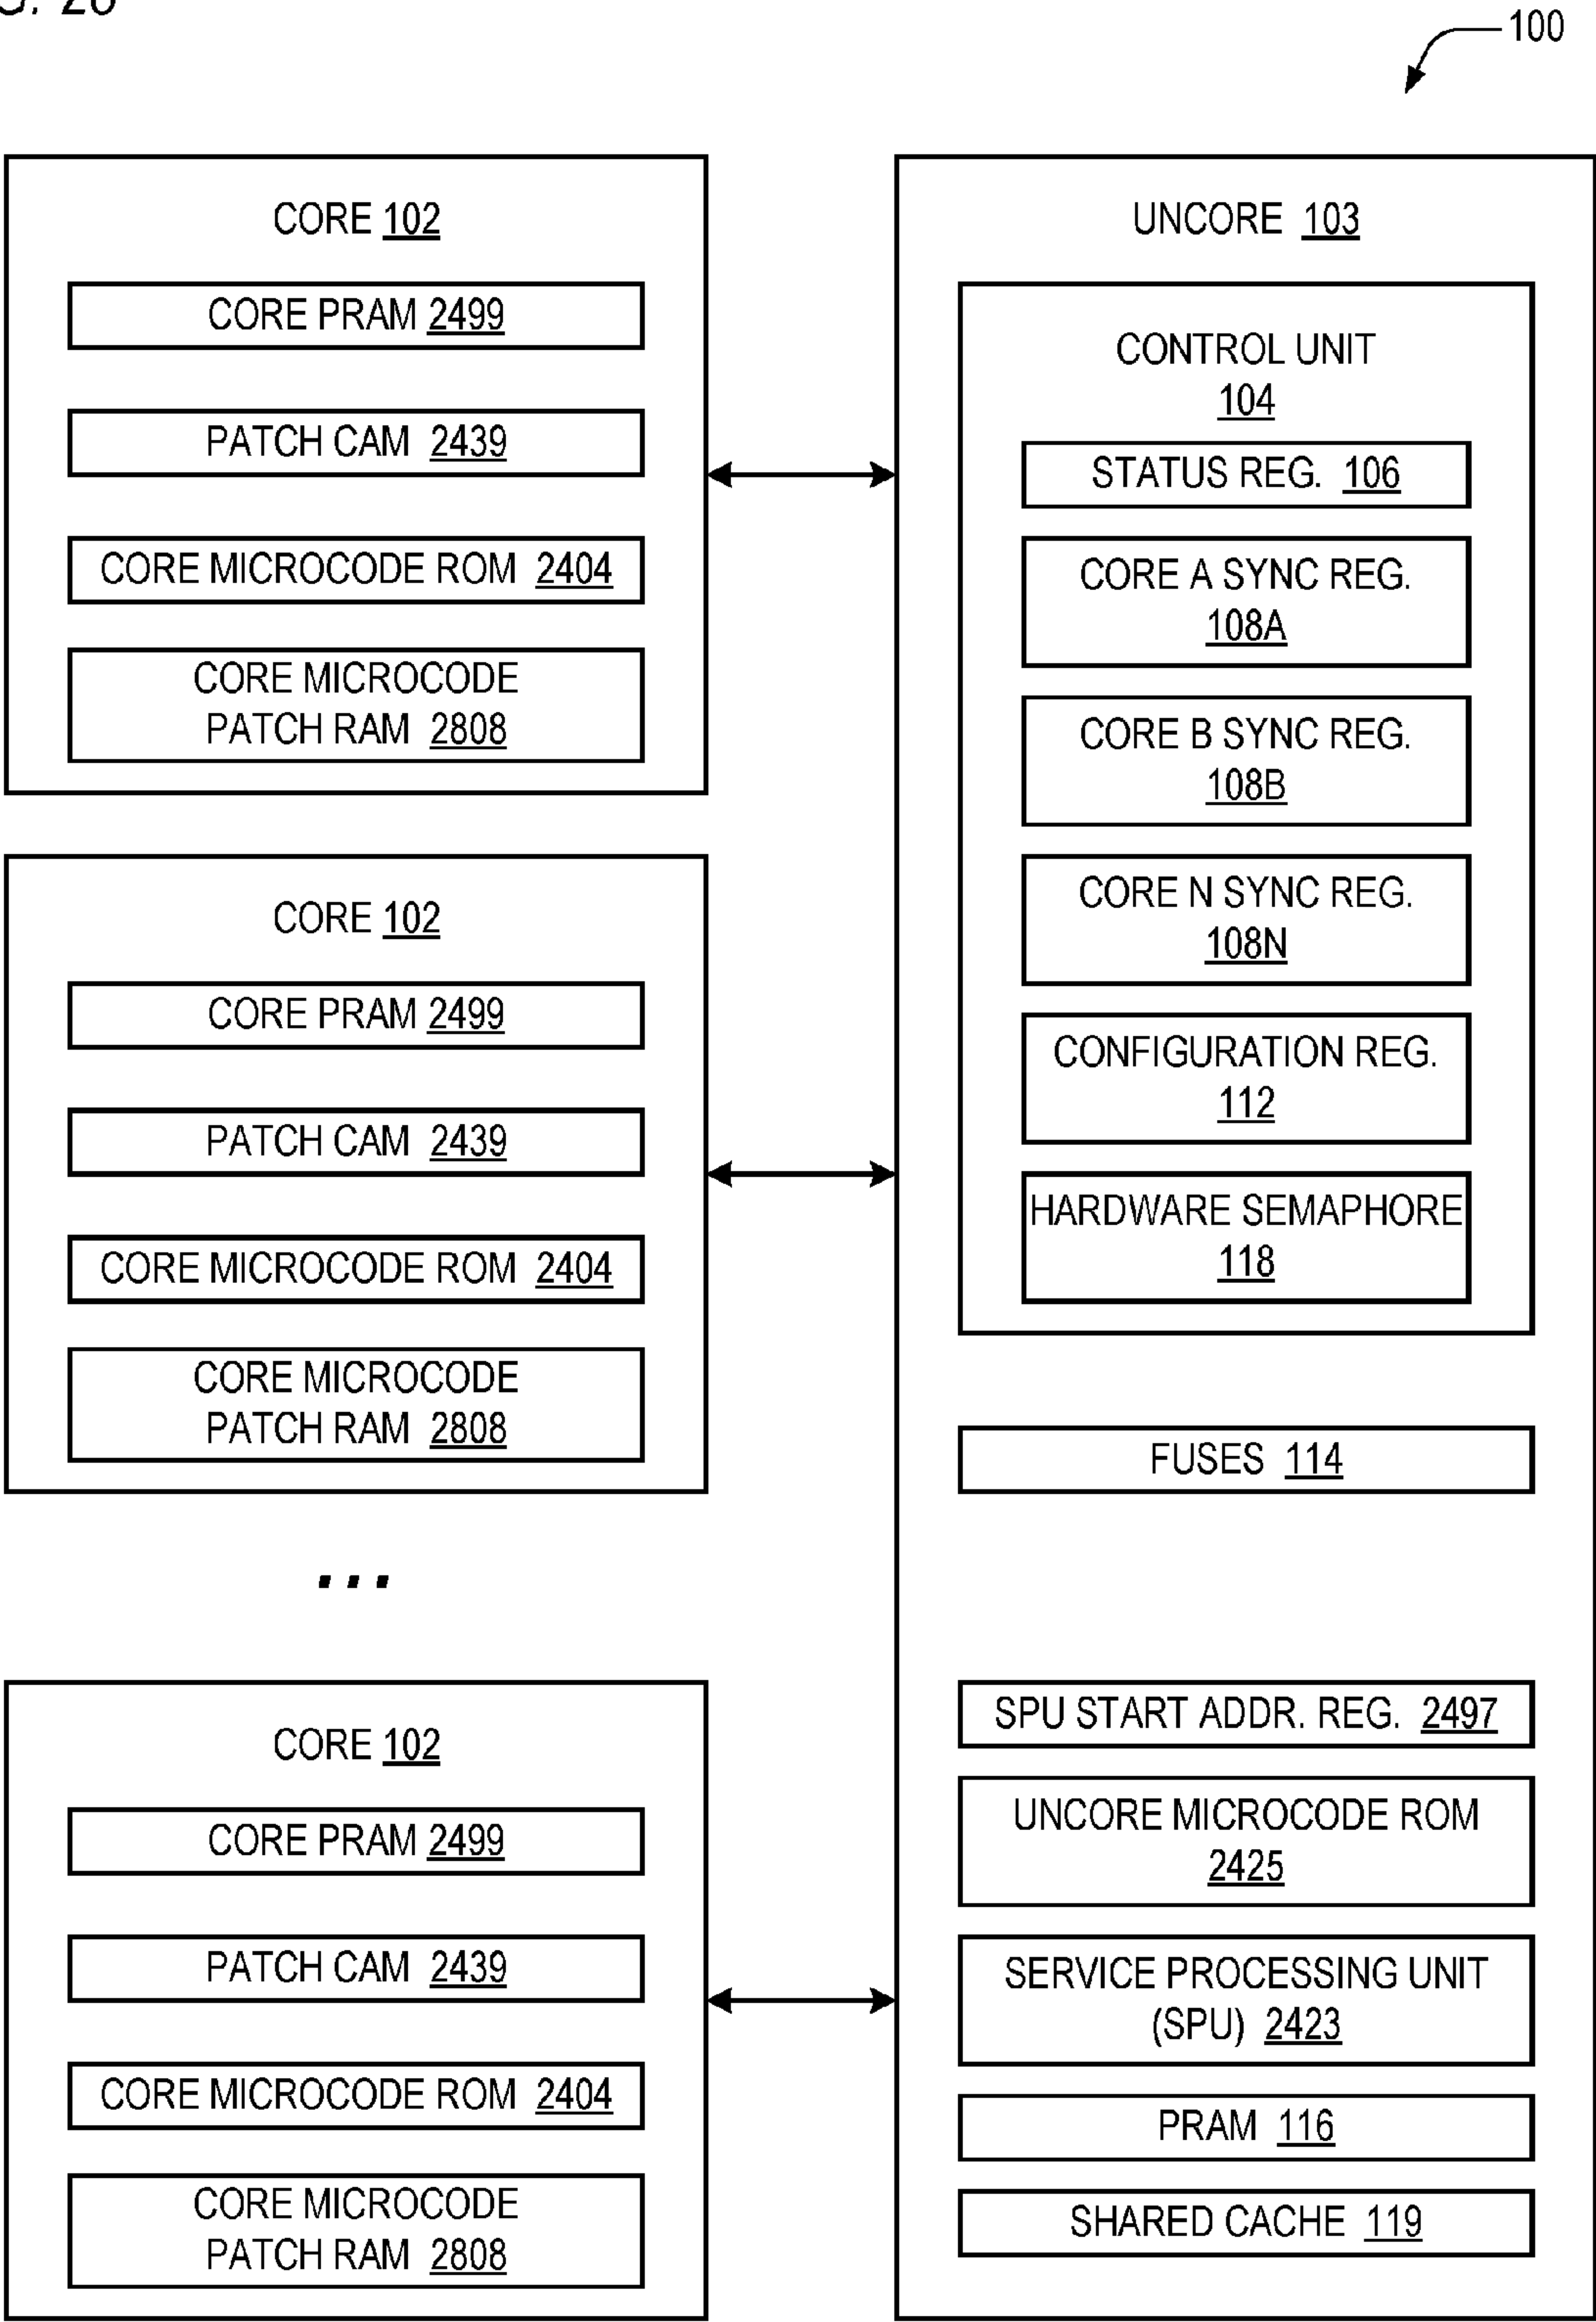 G. 28
100
CORE 102
CORE PRAM 2499
PATCH CAM 2439
CORE MICROCODE ROM 2404
CORE MICROCODE
PATCH RAM 2808
CORE 102
CORE PRAM 2499
PATCH CAM 2439
CORE MICROCODE ROM 2404
CORE MICROCODE
PATCH RAM 2808
...
CORE 102
CORE PRAM 2499
PATCH CAM 2439
CORE MICROCODE ROM 2404
CORE MICROCODE
PATCH RAM 2808
UNCORE 103
CONTROL UNIT
104
STATUS REG. 106
CORE A SYNC REG.
108A
CORE B SYNC REG.
108B
CORE N SYNC REG.
108N
CONFIGURATION REG.
112
HARDWARE SEMAPHORE
118
FUSES 114
SPU START ADDR. REG. 2497
UNCORE MICROCODE ROM
2425
SERVICE PROCESSING UNIT
(SPU) 2423
PRAM 116
SHARED CACHE 119